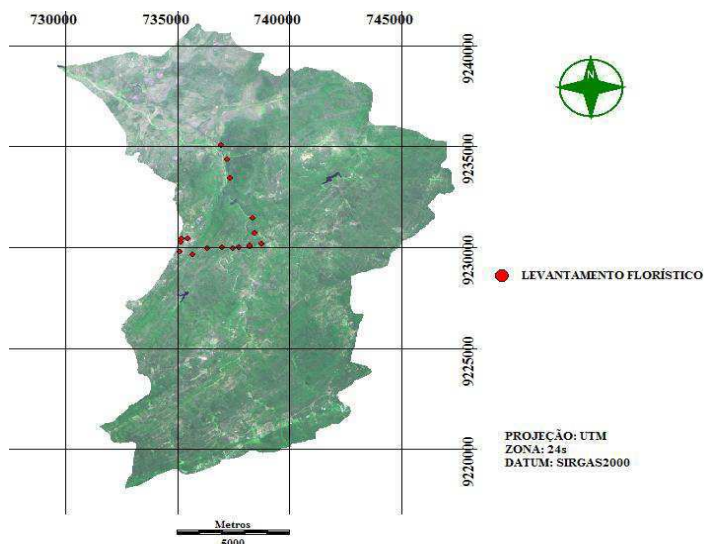 730000 735000 740000 745000
9240000
N
9235000
9230000
LEVANTAMENTO FLORÍSTICO
9225000
PROJEÇÃO: UTM
ZONA: 24s
DATUM: SIRGAS2000
9220000
Metros
5000